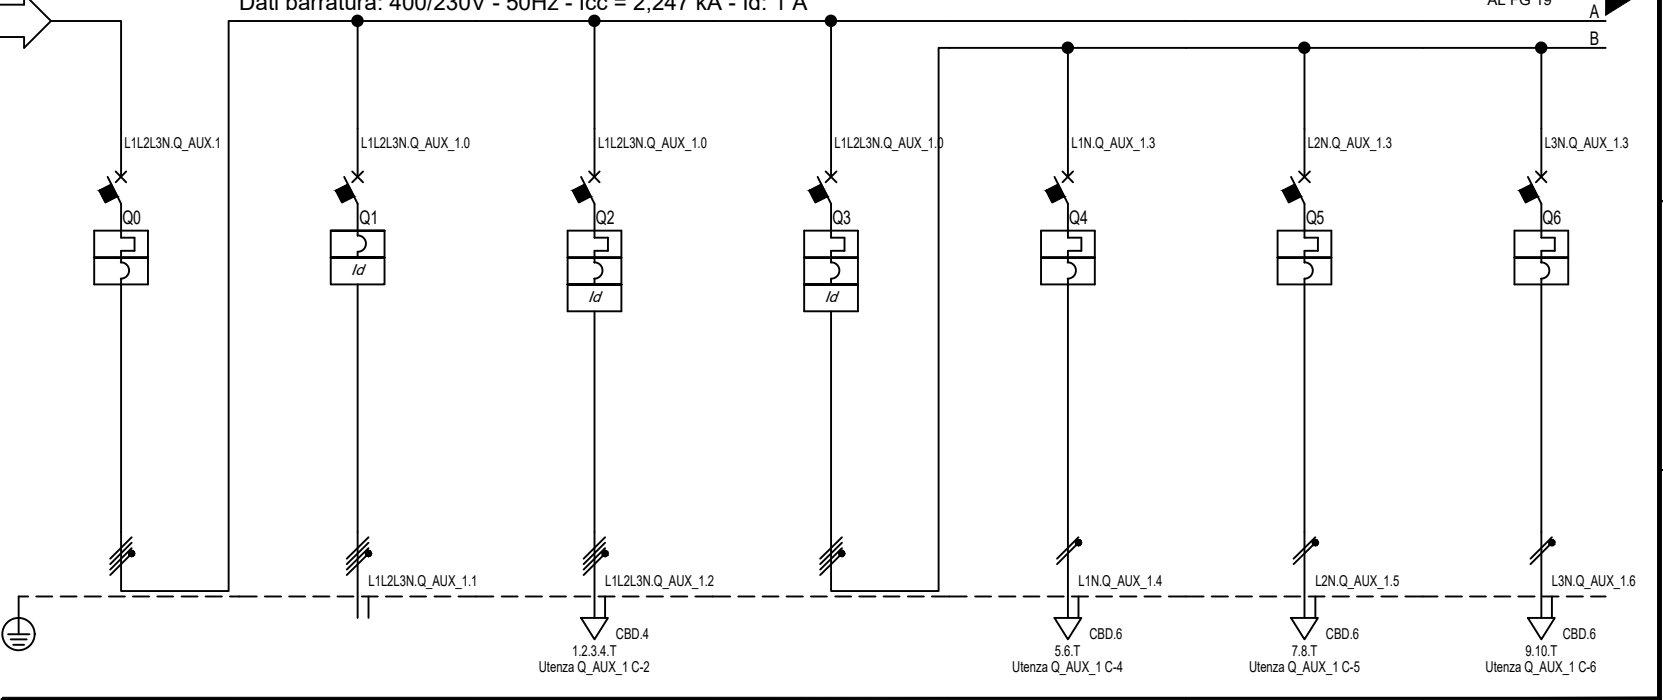 Dati barratura: 400/230V - 50Hz - Icc = 2,247 kA - Id: 1 A
AL FG 19
A
B
L1L2L3N.Q_AUX.1
L1L2L3N.Q_AUX_1.0
L1L2L3N.Q_AUX_1.0
L1L2L3N.Q_AUX_1.0
L1N.Q_AUX_1.3
L2N.Q_AUX_1.3
L3N.Q_AUX_1.3
Q0
Q1
Q2
Q3
Q4
Q5
Q6
Id
Id
Id
L1L2L3N.Q_AUX_1.1
L1L2L3N.Q_AUX_1.2
L1N.Q_AUX_1.4
L2N.Q_AUX_1.5
L3N.Q_AUX_1.6
CBD.4
CBD.6
CBD.6
CBD.6
1.2.3.4.T
5.6.T
7.8.T
9.10.T
Utenza Q_AUX_1 C-2
Utenza Q_AUX_1 C-4
Utenza Q_AUX_1 C-5
Utenza Q_AUX_1 C-6